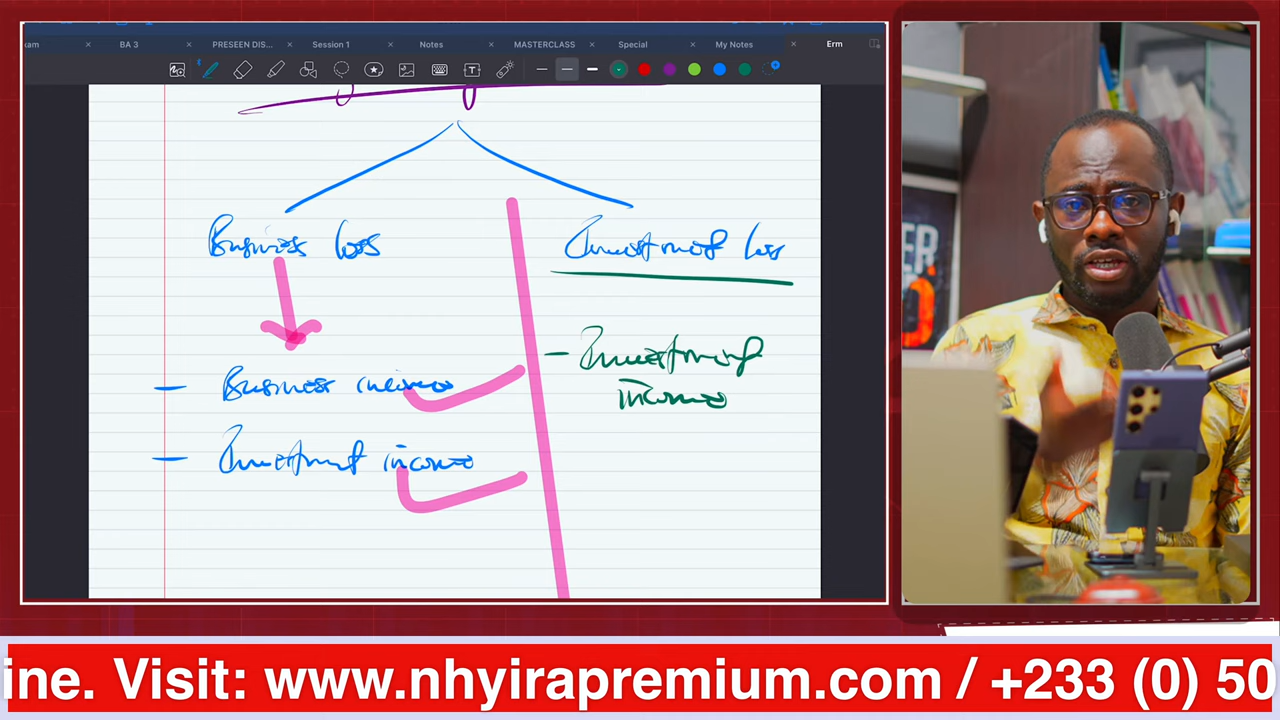 am
BA 3
PRESEEN DIS...
Session 1
Notes
MASTERCLASS
Special
My Notes
Erm
Business loss
Investment loss
- Business income
- Investment income
- Investment
income
ine. Visit: www.nhyirapremium.com / +233 (0) 50